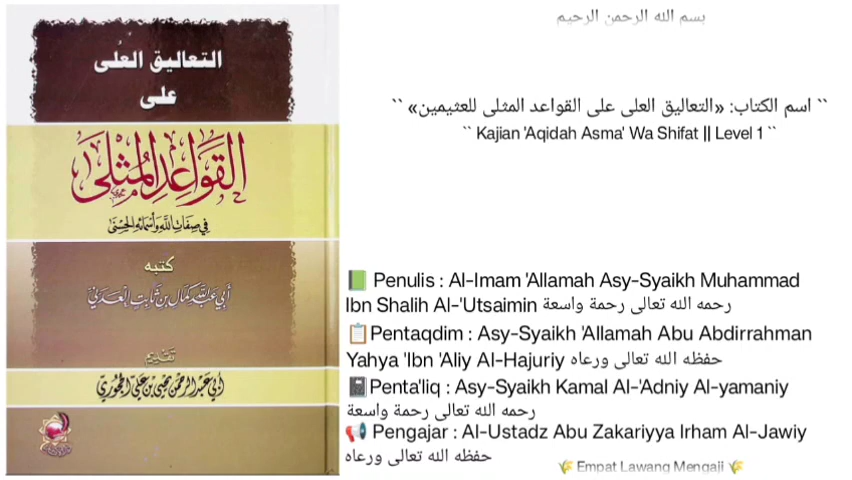 التعاليق العلى
على
القواعد المثلى
في صفات الله وأسمائه الحسنى
كتبه
أبي عبد الله كمال بن ثابت العدني
تقديم
أبي عبد الرحمن يحيى بن علي الحجوري
بسم الله الرحمن الرحيم
`` اسم الكتاب: «التعاليق العلى على القواعد المثلى للعثيمين» ``
`` Kajian 'Aqidah Asma' Wa Shifat || Level 1 ``
📗 Penulis : Al-Imam 'Allamah Asy-Syaikh Muhammad
Ibn Shalih Al-'Utsaimin رحمه الله تعالى رحمة واسعة
📋Pentaqdim : Asy-Syaikh 'Allamah Abu Abdirrahman
Yahya 'Ibn 'Aliy Al-Hajuriy حفظه الله تعالى ورعاه
📓Penta'liq : Asy-Syaikh Kamal Al-'Adniy Al-yamaniy
رحمه الله تعالى رحمة واسعة
📢 Pengajar : Al-Ustadz Abu Zakariyya Irham Al-Jawiy
حفظه الله تعالى ورعاه
🌾 Empat Lawang Mengaji 🌾